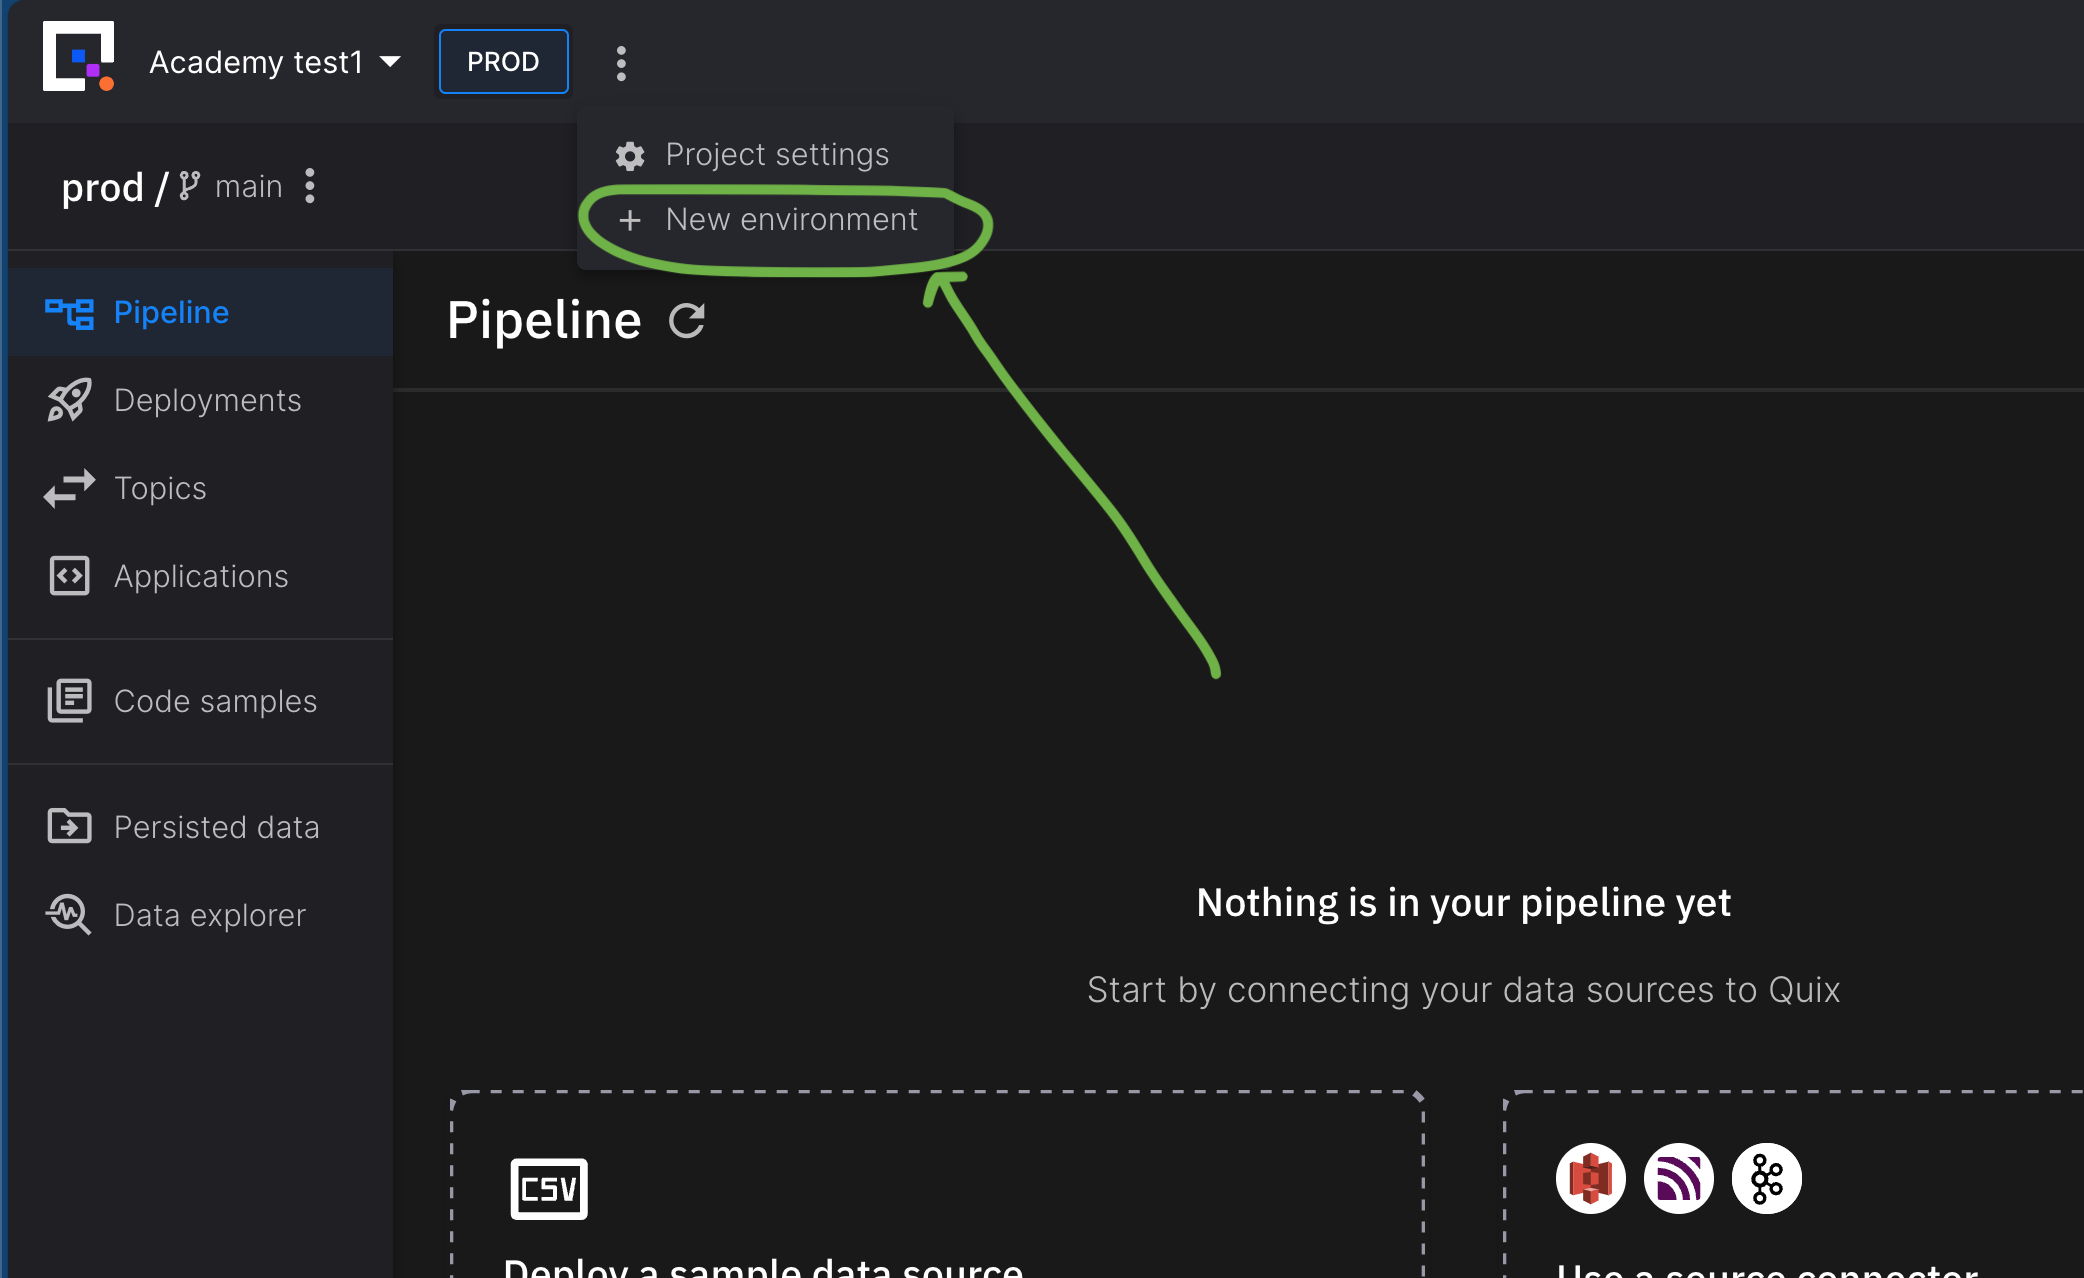 Academy test1
PROD
Project settings
+ New environment
prod / main
Pipeline
Deployments
Topics
Applications
Code samples
Persisted data
Data explorer
Pipeline
Nothing is in your pipeline yet
Start by connecting your data sources to Quix
CSV
Deploy a sample data source
Use a source connector